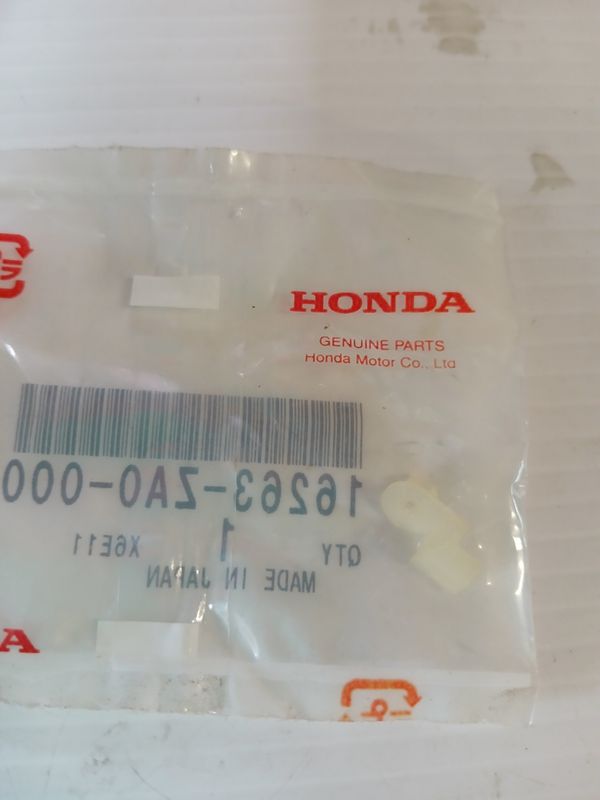 HONDA
GENUINE PARTS
Honda Motor Co., Ltd
16263-ZA0-000
1
QTY X6E11
MADE IN JAPAN